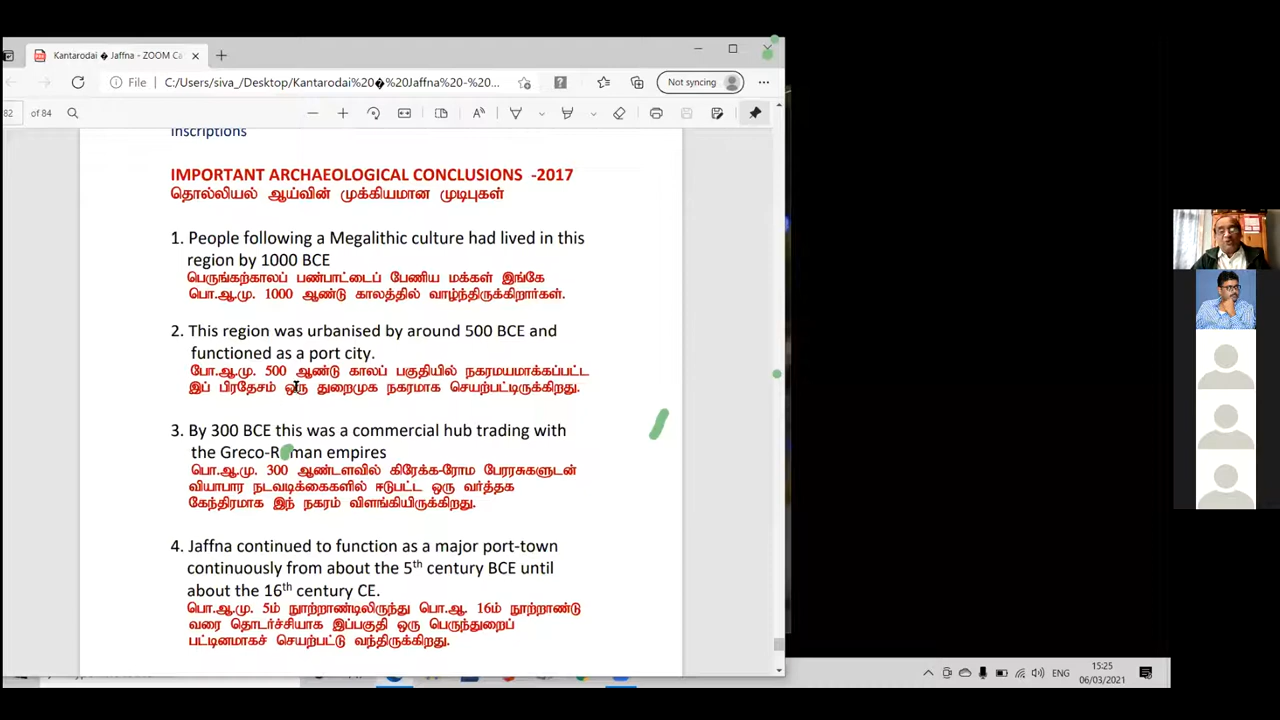 Kantarodai � Jaffna - ZOOM Ca
File
C:/Users/siva_/Desktop/Kantarodai%20�%20Jaffna%20-%20...
Not syncing
82 of 84
Inscriptions
IMPORTANT ARCHAEOLOGICAL CONCLUSIONS -2017
தொல்லியல் ஆய்வின் முக்கியமான முடிபுகள்
1. People following a Megalithic culture had lived in this
region by 1000 BCE
பெருங்கற்காலப் பண்பாட்டைப் பேணிய மக்கள் இங்கே
பொ.ஆ.மு. 1000 ஆண்டு காலத்தில் வாழ்ந்திருக்கிறார்கள்.
2. This region was urbanised by around 500 BCE and
functioned as a port city.
போ.ஆ.மு. 500 ஆண்டு காலப் பகுதியில் நகரமயமாக்கப்பட்ட
இப் பிரதேசம் ஒரு துறைமுக நகரமாக செயற்பட்டிருக்கிறது.
3. By 300 BCE this was a commercial hub trading with
the Greco-Roman empires
பொ.ஆ.மு. 300 ஆண்டளவில் கிரேக்க-ரோம பேரரசுகளுடன்
வியாபார நடவடிக்கைகளில் ஈடுபட்ட ஒரு வர்த்தக
கேந்திரமாக இந் நகரம் விளங்கியிருக்கிறது.
4. Jaffna continued to function as a major port-town
continuously from about the 5th century BCE until
about the 16th century CE.
பொ.ஆ.மு. 5ம் நூற்றாண்டிலிருந்து பொ.ஆ. 16ம் நூற்றாண்டு
வரை தொடர்ச்சியாக இப்பகுதி ஒரு பெருந்துறைப்
பட்டினமாகச் செயற்பட்டு வந்திருக்கிறது.
ENG
15:25
06/03/2021